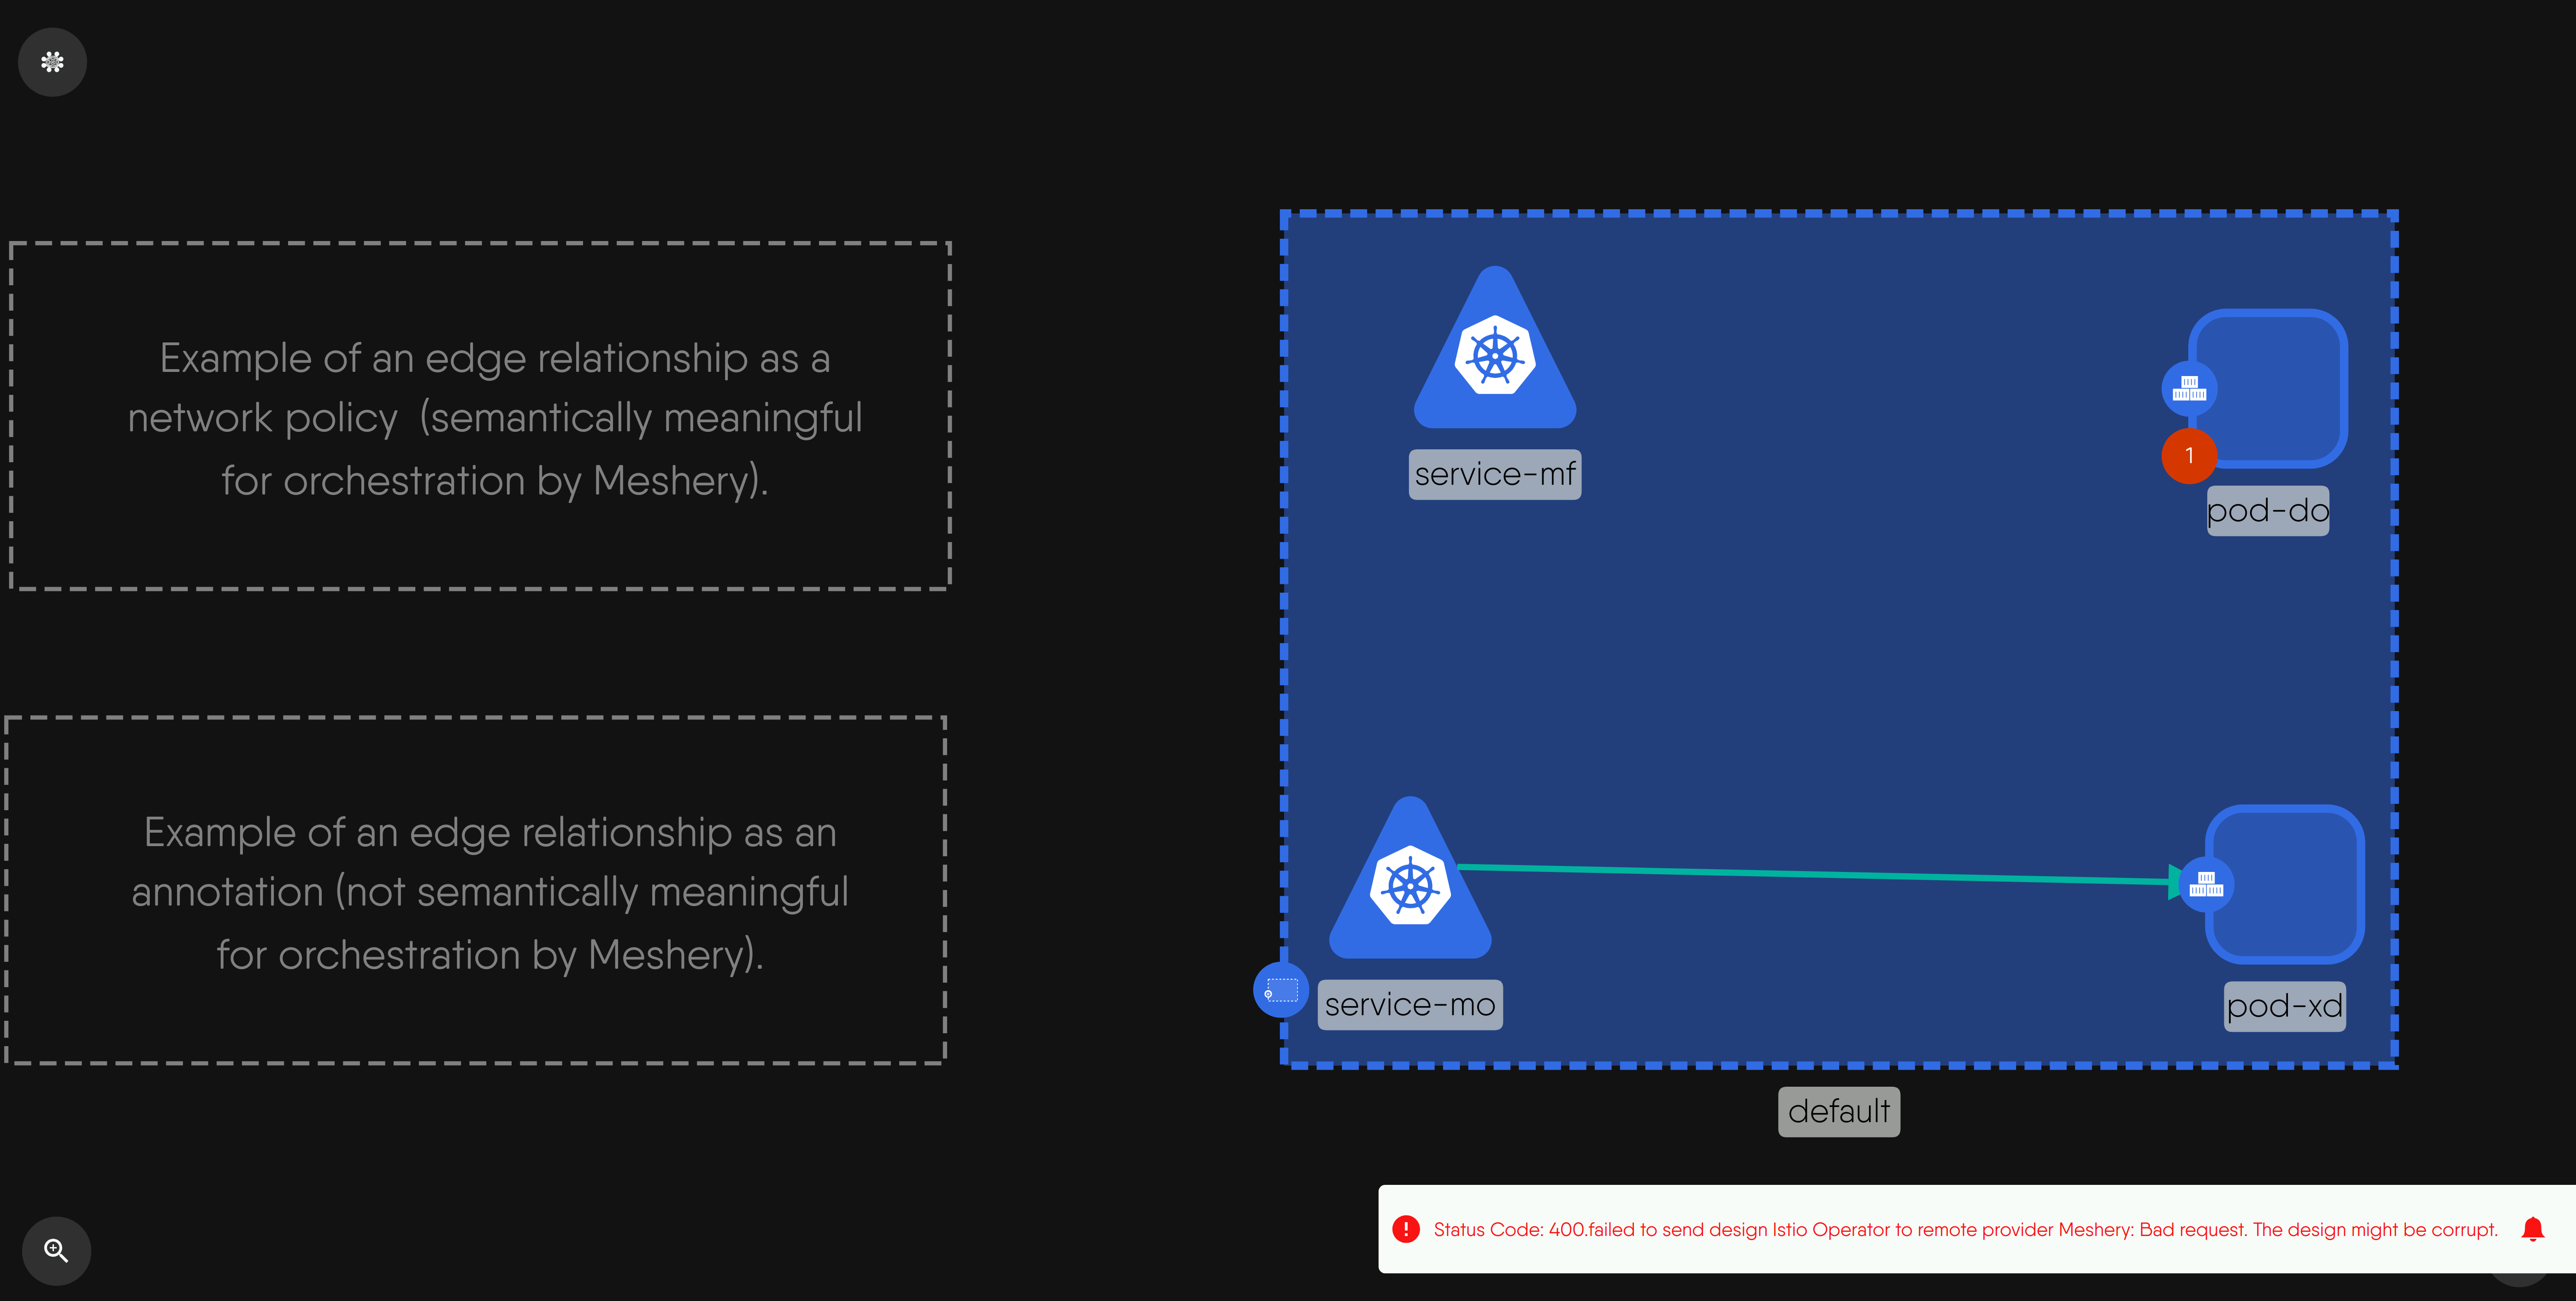 Example of an edge relationship as a
network policy  (semantically meaningful
for orchestration by Meshery).
Example of an edge relationship as an
annotation (not semantically meaningful
for orchestration by Meshery).
service-mf
1
pod-do
service-mo
pod-xd
default
Status Code: 400.failed to send design Istio Operator to remote provider Meshery: Bad request. The design might be corrupt.